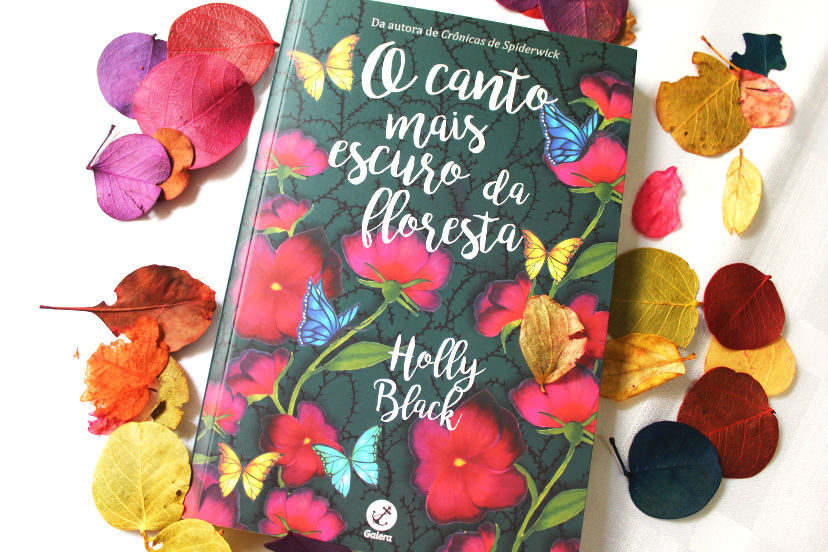 Da autora de Crônicas de Spiderwick
O canto
mais
escuro da
floresta
Holly
Black
Galera